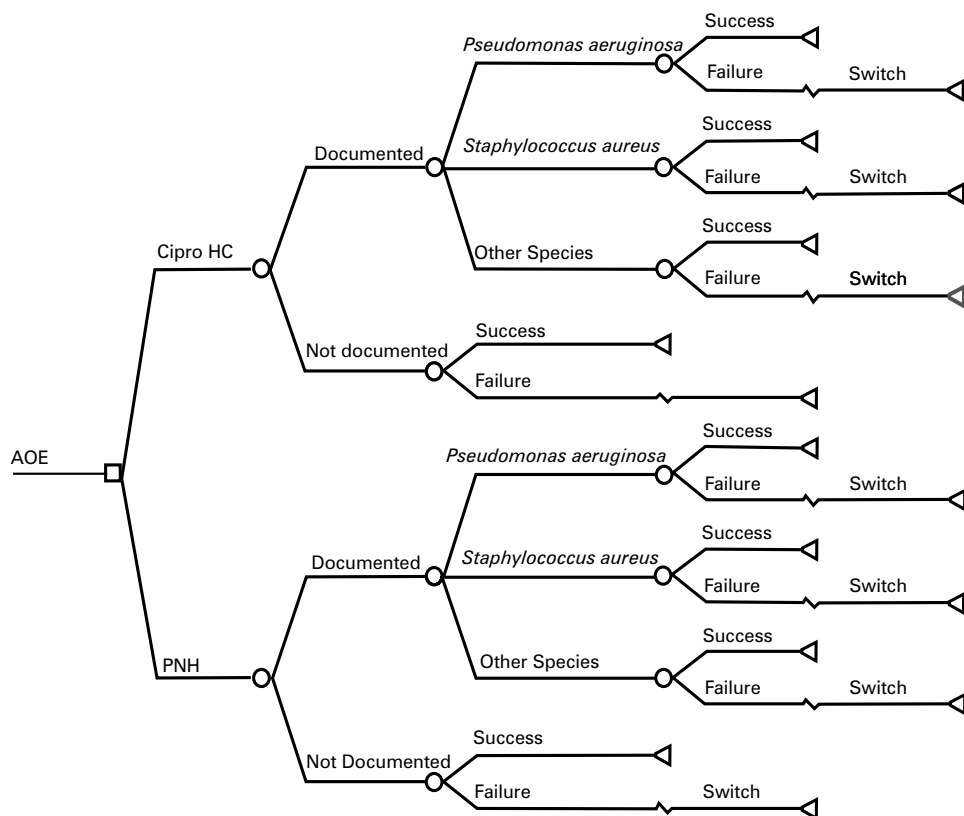 Success
Pseudomonas aeruginosa
Failure
Switch
Success
Documented
Staphylococcus aureus
Failure
Switch
Success
Cipro HC
Other Species
Failure
Switch
Success
Not documented
Failure
Success
AOE
Pseudomonas aeruginosa
Failure
Switch
Success
Documented
Staphylococcus aureus
Failure
Switch
Success
PNH
Other Species
Failure
Switch
Success
Not Documented
Failure
Switch